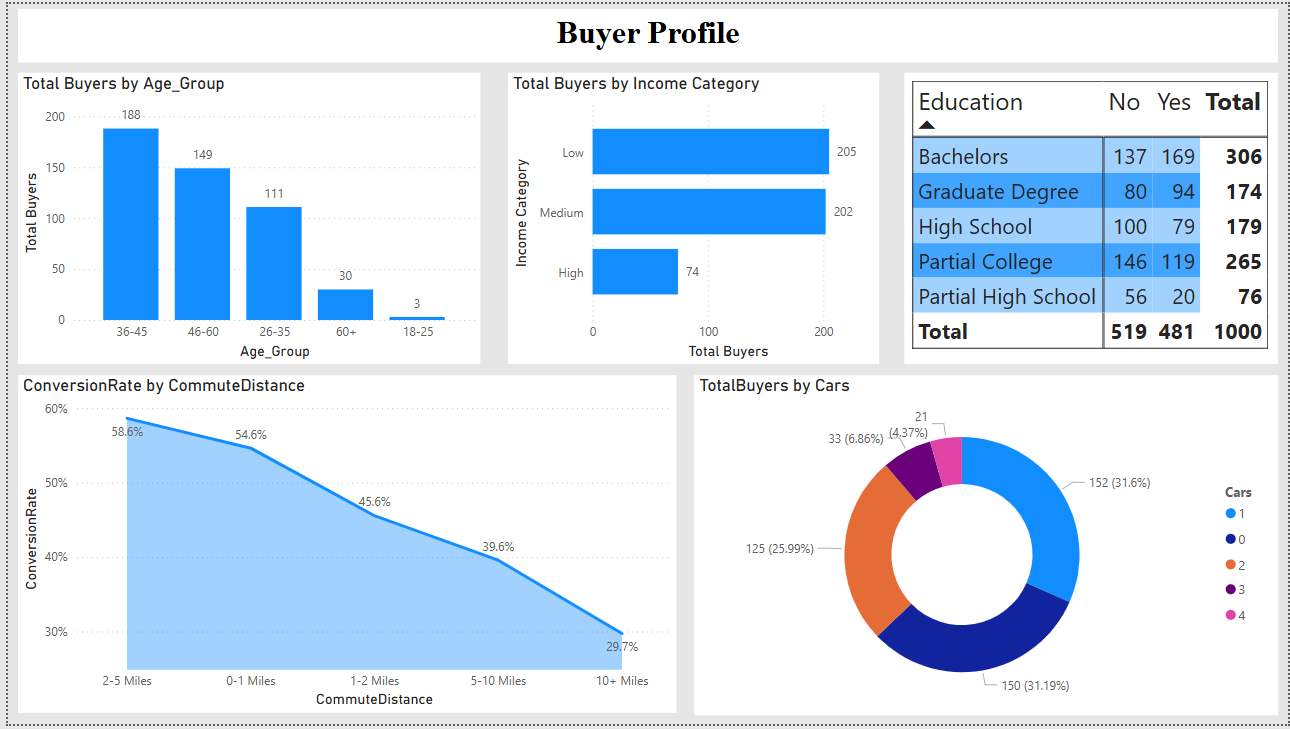 Buyer Profile
Total Buyers by Age_Group
Total Buyers
200
150
100
50
0
188
149
111
30
3
36-45 46-60 26-35 60+ 18-25
Age_Group
Total Buyers by Income Category
Income Category
Low 205
Medium 202
High 74
0 100 200
Total Buyers
Education No Yes Total
Bachelors 137 169 306
Graduate Degree 80 94 174
High School 100 79 179
Partial College 146 119 265
Partial High School 56 20 76
Total 519 481 1000
ConversionRate by CommuteDistance
ConversionRate
60%
50%
40%
30%
58.6%
54.6%
45.6%
39.6%
29.7%
2-5 Miles 0-1 Miles 1-2 Miles 5-10 Miles 10+ Miles
CommuteDistance
TotalBuyers by Cars
21
(4.37%)
33 (6.86%)
152 (31.6%)
125 (25.99%)
150 (31.19%)
Cars
1
0
2
3
4